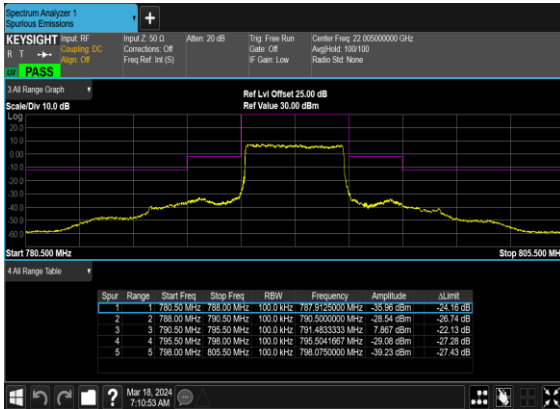 Spectrum Analyzer 1
Spurious Emissions
+
KEYSIGHT Input: RF Input Z: 50 Ω Atten: 20 dB Trig: Free Run Center Freq: 22.005000000 GHz
R T Coupling: DC Corrections: Off Gate: Off Avg|Hold: 100/100
Align: Off Freq Ref: Int (S) IF Gain: Low Radio Std: None
PASS
3 All Range Graph
Ref Lvl Offset 25.00 dB
Scale/Div 10.0 dB Ref Value 30.00 dBm
Log
20.0
10.0
0.00
-10.0
-20.0
-30.0
-40.0
-50.0
-60.0
Start 780.500 MHz Stop 805.500 MH
4 All Range Table
Spur Range Start Freq Stop Freq RBW Frequency Amplitude ΔLimit
1 1 780.50 MHz 788.00 MHz 100.0 kHz 787.9125000 MHz -35.96 dBm -24.16 dB
2 2 788.00 MHz 790.50 MHz 100.0 kHz 790.5000000 MHz -28.54 dBm -26.74 dB
3 3 790.50 MHz 795.50 MHz 100.0 kHz 791.4833333 MHz 7.867 dBm -22.13 dB
4 4 795.50 MHz 798.00 MHz 100.0 kHz 795.5041667 MHz -29.08 dBm -27.28 dB
5 5 798.00 MHz 805.50 MHz 100.0 kHz 798.0750000 MHz -39.23 dBm -27.43 dB
? Mar 18, 2024
7:10:53 AM